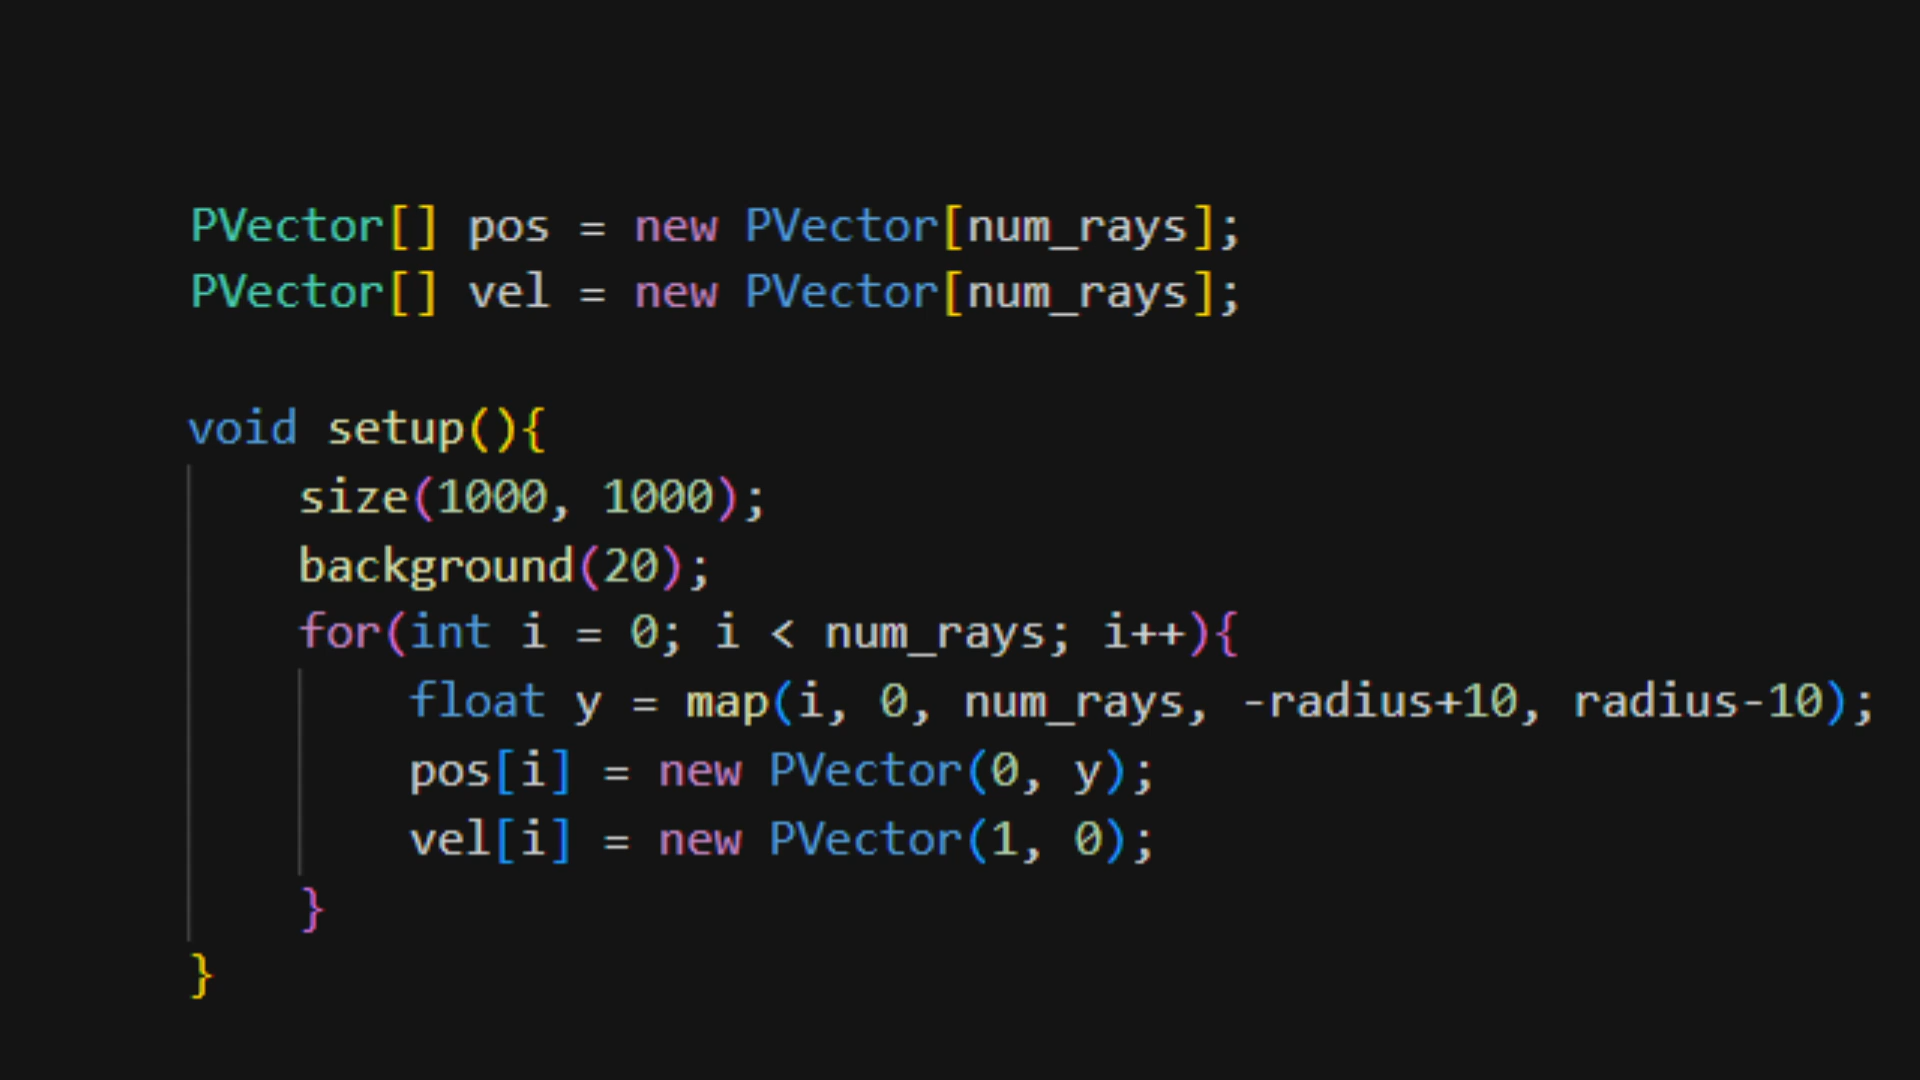 PVector[] pos = new PVector[num_rays];
PVector[] vel = new PVector[num_rays];
void setup(){
size(1000, 1000);
background(20);
for(int i = 0; i < num_rays; i++){
float y = map(i, 0, num_rays, -radius+10, radius-10);
pos[i] = new PVector(0, y);
vel[i] = new PVector(1, 0);
}
}